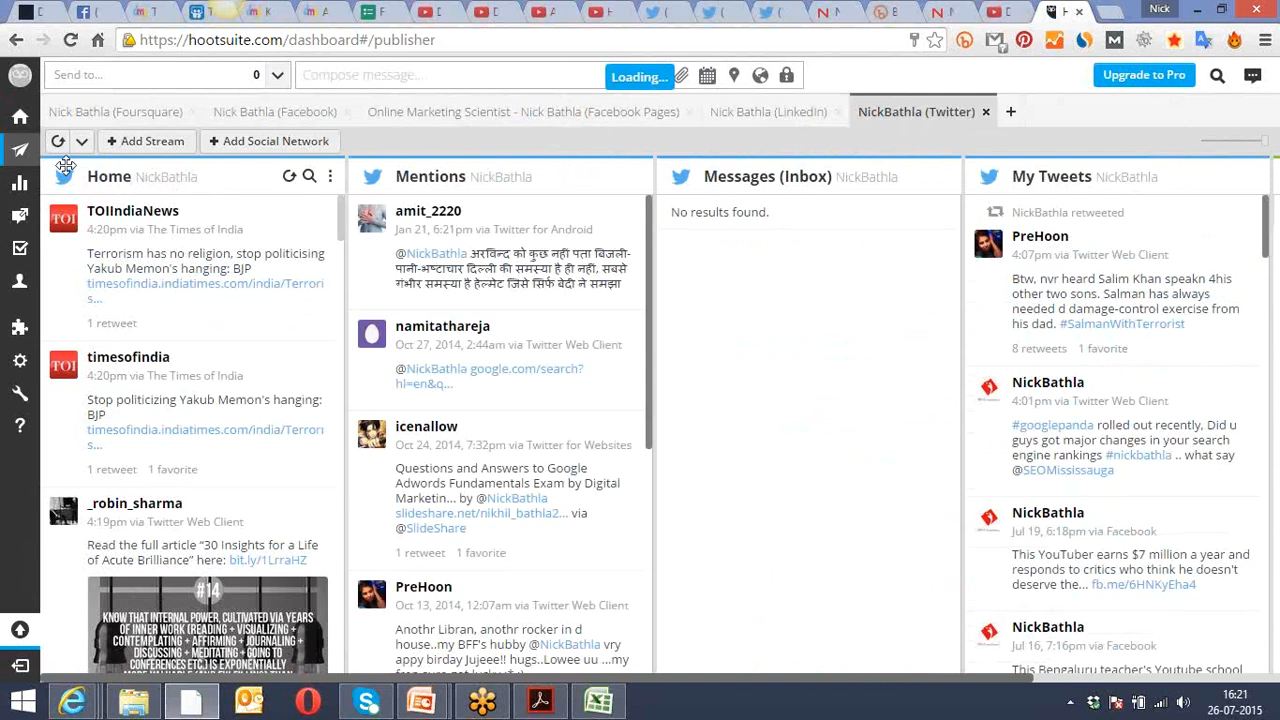 Nick
https://hootsuite.com/dashboard#/publisher
Send to... 0
Compose message...
Loading...
Upgrade to Pro
Nick Bathla (Foursquare)
Nick Bathla (Facebook)
Online Marketing Scientist - Nick Bathla (Facebook Pages)
Nick Bathla (LinkedIn)
NickBathla (Twitter)
Add Stream
Add Social Network
Home NickBathla
TOIIndiaNews
4:20pm via The Times of India
Terrorism has no religion, stop politicising
Yakub Memon's hanging: BJP
timesofindia.indiatimes.com/india/Terrori
s...
1 retweet
timesofindia
4:20pm via The Times of India
Stop politicizing Yakub Memon's hanging:
BJP
timesofindia.indiatimes.com/india/Terrori
s...
1 retweet 1 favorite
_robin_sharma
4:19pm via Twitter Web Client
Read the full article “30 Insights for a Life
of Acute Brilliance” here: bit.ly/1LrraHZ
#14
KNOW THAT INTERNAL POWER, CULTIVATED VIA YEARS
OF INNER WORK (READING + VISUALIZING +
CONTEMPLATING + AFFIRMING + JOURNALING +
DISCUSSING + MEDITATING + GOING TO
CONFERENCES ETC.) IS EXPONENTIALLY
Mentions NickBathla
amit_2220
Jan 21, 6:21pm via Twitter for Android
@NickBathla अरविन्द को कुछ नहीं पता बिजली-
पानी-भष्टाचार दिल्ली की समस्या है ही नहीं, सबसे
गंभीर समस्या है हेल्मेट जिसे सिर्फ बेदी ने समझा
namitathareja
Oct 27, 2014, 2:44am via Twitter Web Client
@NickBathla google.com/search?
hl=en&q...
icenallow
Oct 24, 2014, 7:32pm via Twitter for Websites
Questions and Answers to Google
Adwords Fundamentals Exam by Digital
Marketin... by @NickBathla
slideshare.net/nikhil_bathla2... via
@SlideShare
1 retweet 1 favorite
PreHoon
Oct 13, 2014, 12:07am via Twitter Web Client
Anothr Libran, anothr rocker in d
house..my BFF's hubby @NickBathla vry
appy birday Jujeee!! hugs..Lowee uu ...my
Messages (Inbox) NickBathla
No results found.
My Tweets NickBathla
NickBathla retweeted
PreHoon
4:07pm via Twitter Web Client
Btw, nvr heard Salim Khan speakn 4his
other two sons. Salman has always
needed d damage-control exercise from
his dad. #SalmanWithTerrorist
8 retweets 1 favorite
NickBathla
4:01pm via Twitter Web Client
#googlepanda rolled out recently, Did u
guys got major changes in your search
engine rankings #nickbathla .. what say
@SEOMississauga
NickBathla
Jul 19, 6:18pm via Facebook
This YouTuber earns $7 million a year and
responds to critics who think he doesn't
deserve the... fb.me/6HNKyEha4
NickBathla
Jul 16, 7:16pm via Facebook
This Bengaluru teacher's Youtube school
16:21
26-07-2015